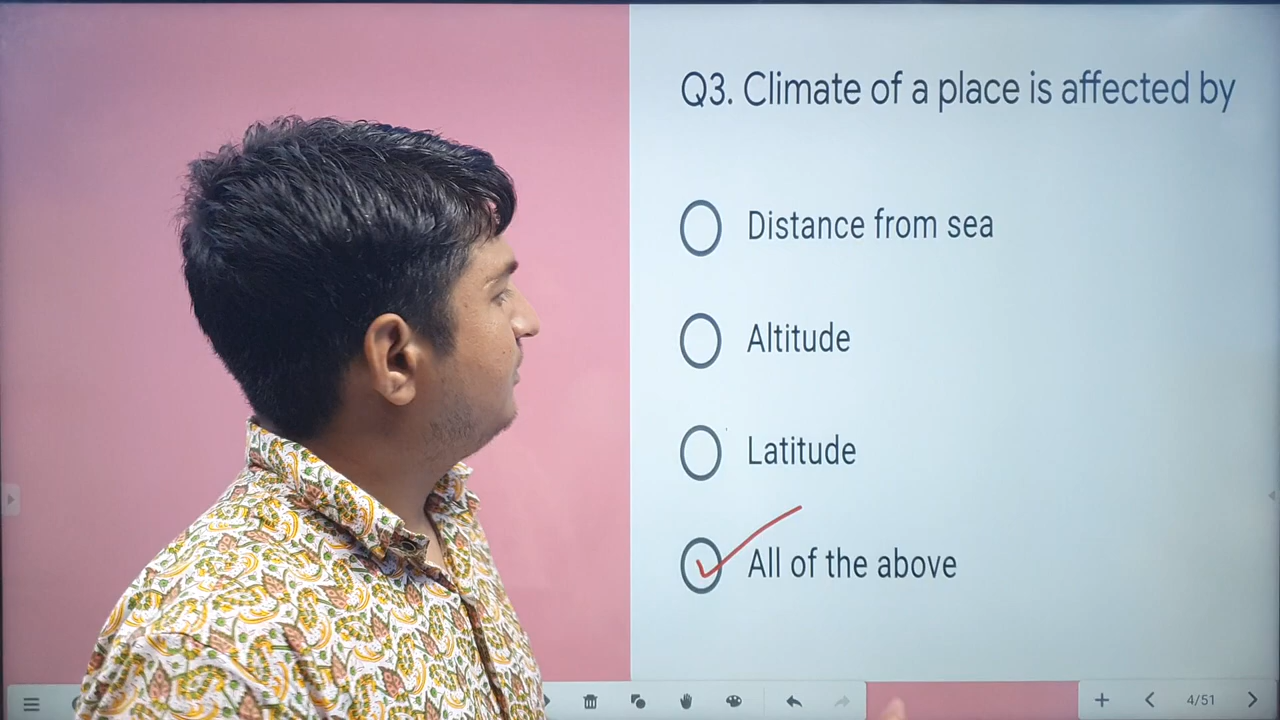 Q3. Climate of a place is affected by
Distance from sea
Altitude
Latitude
All of the above
4/51